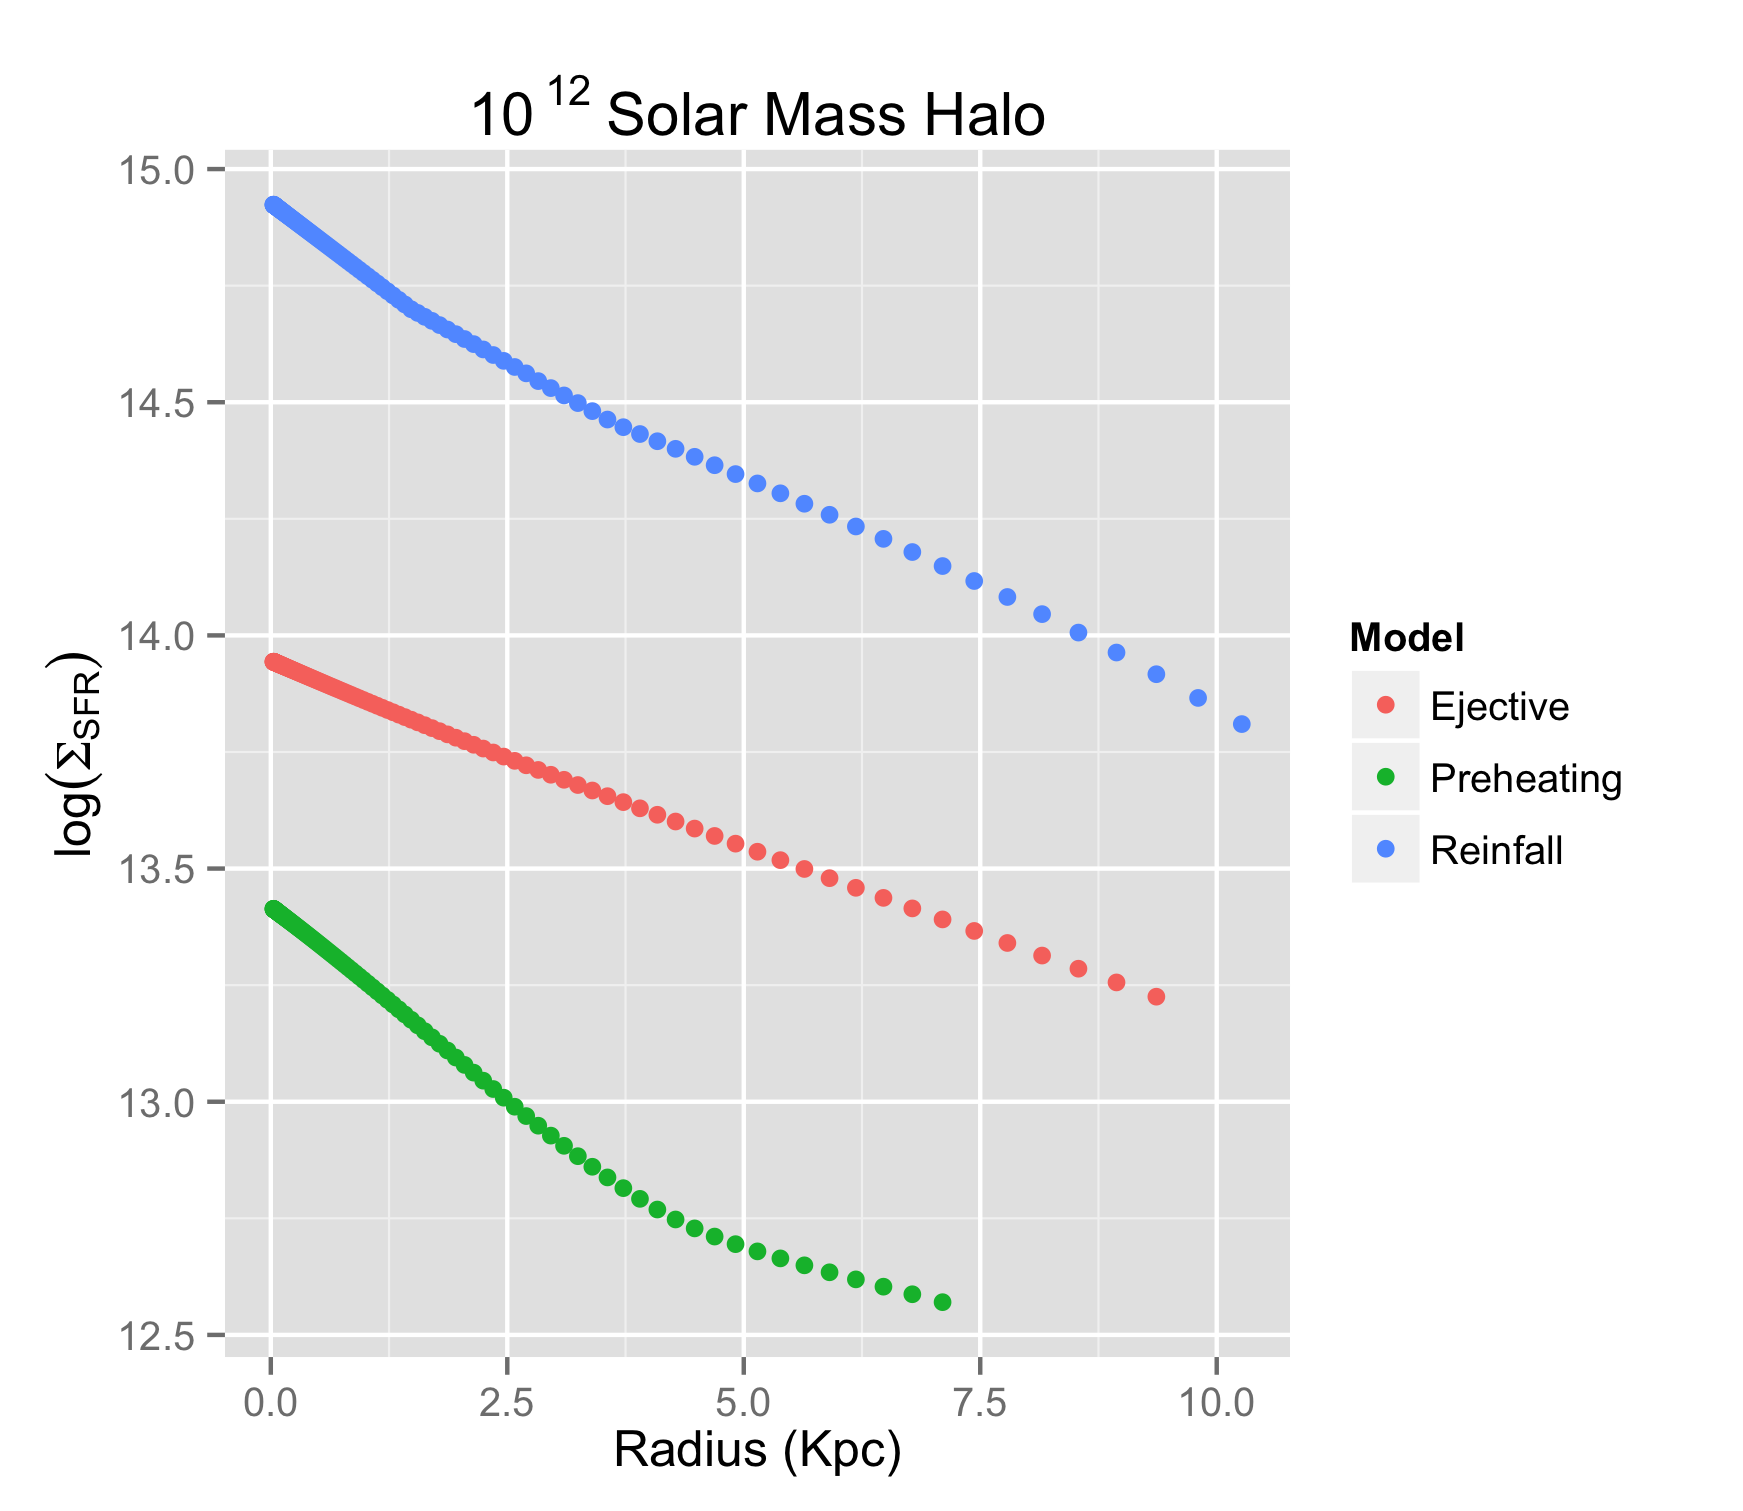 10 12 Solar Mass Halo
15.0
14.5
14.0
13.5
13.0
12.5
log(ΣSFR)
0.0 2.5 5.0 7.5 10.0
Radius (Kpc)
Model
Ejective
Preheating
Reinfall